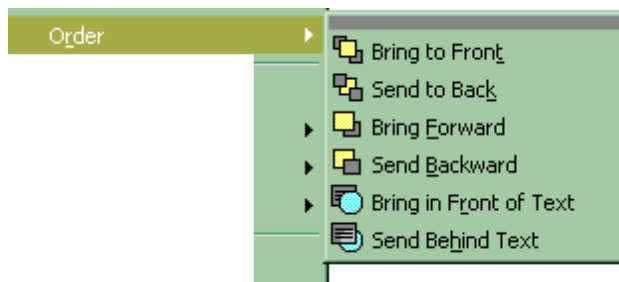 Order
Bring to Front
Send to Back
Bring Forward
Send Backward
Bring in Front of Text
Send Behind Text